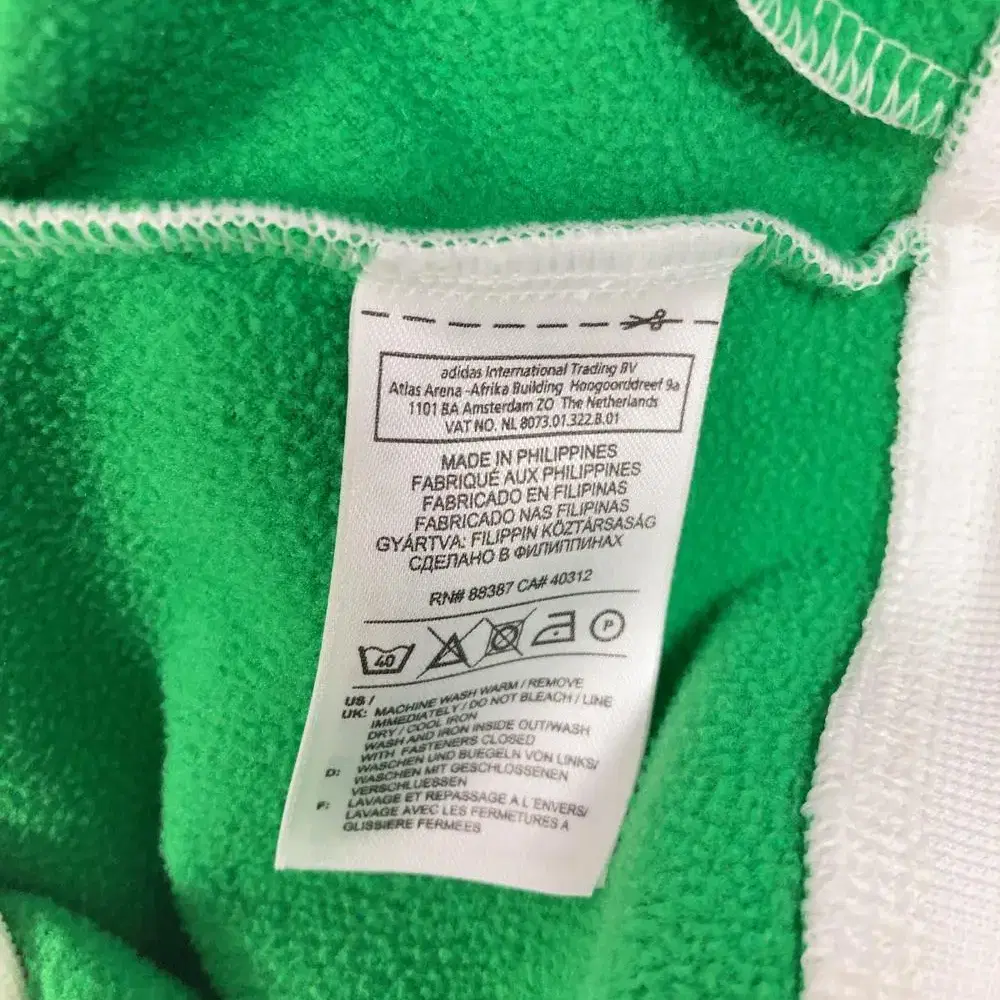 adidas International Trading BV
Atlas Arena -Afrika Building Hoogoorddreef 9a
1101 BA Amsterdam ZO The Netherlands
VAT NO. NL 8073.01.322.B.01
MADE IN PHILIPPINES
FABRIQUÉ AUX PHILIPPINES
FABRICADO EN FILIPINAS
FABRICADO NAS FILIPINAS
GYÁRTVA: FILIPPIN KÖZTÁRSASÁG
СДЕЛАНО В ФИЛИППИНАХ
RN# 88387 CA# 40312
40 P
US /
UK: MACHINE WASH WARM / REMOVE
IMMEDIATELY / DO NOT BLEACH / LINE
DRY / COOL IRON
WASH AND IRON INSIDE OUT/WASH
WITH FASTENERS CLOSED
D: WASCHEN UND BUEGELN VON LINKS/
WASCHEN MIT GESCHLOSSENEN
VERSCHLUESSEN
F: LAVAGE ET REPASSAGE A L'ENVERS/
LAVAGE AVEC LES FERMETURES A
GLISSIERE FERMEES